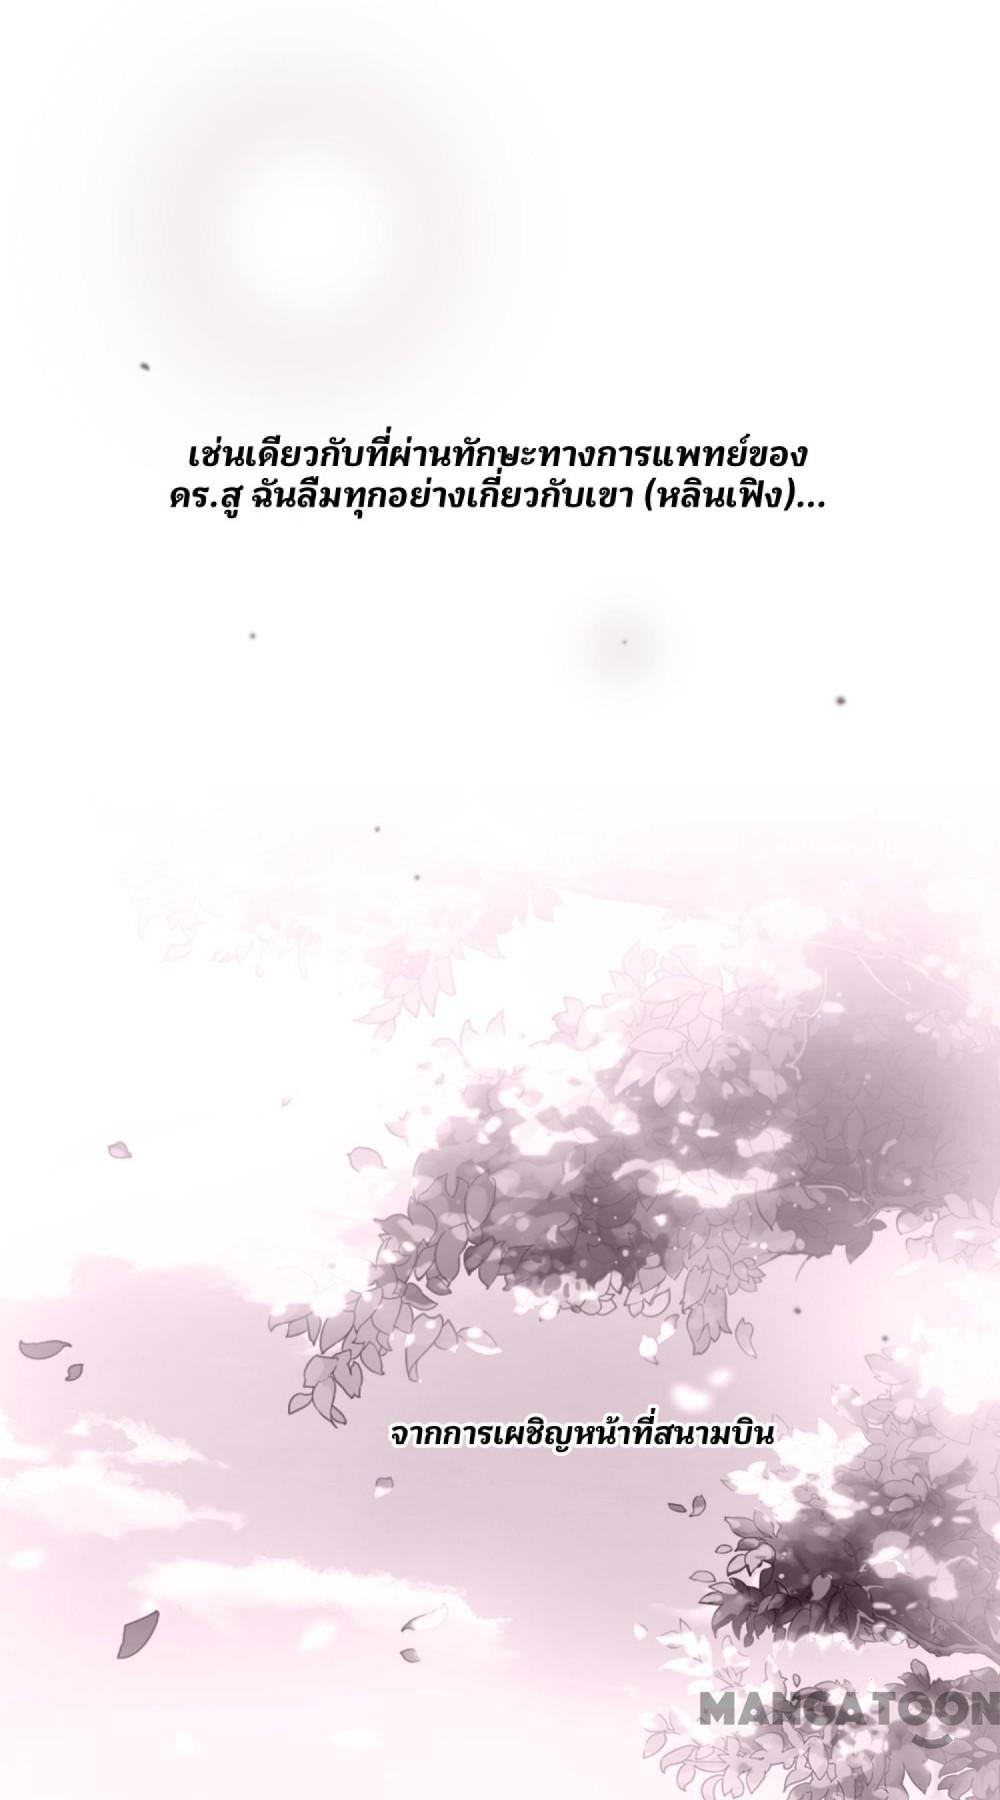 เช่นเดียวกับที่ผ่านทักษะทางการแพทย์ของ
ดร.สู ฉันลืมทุกอย่างเกี่ยวกับเขา (หลินเฟิง)...
จากการเผชิญหน้าที่สนามบิน
MANGATOON